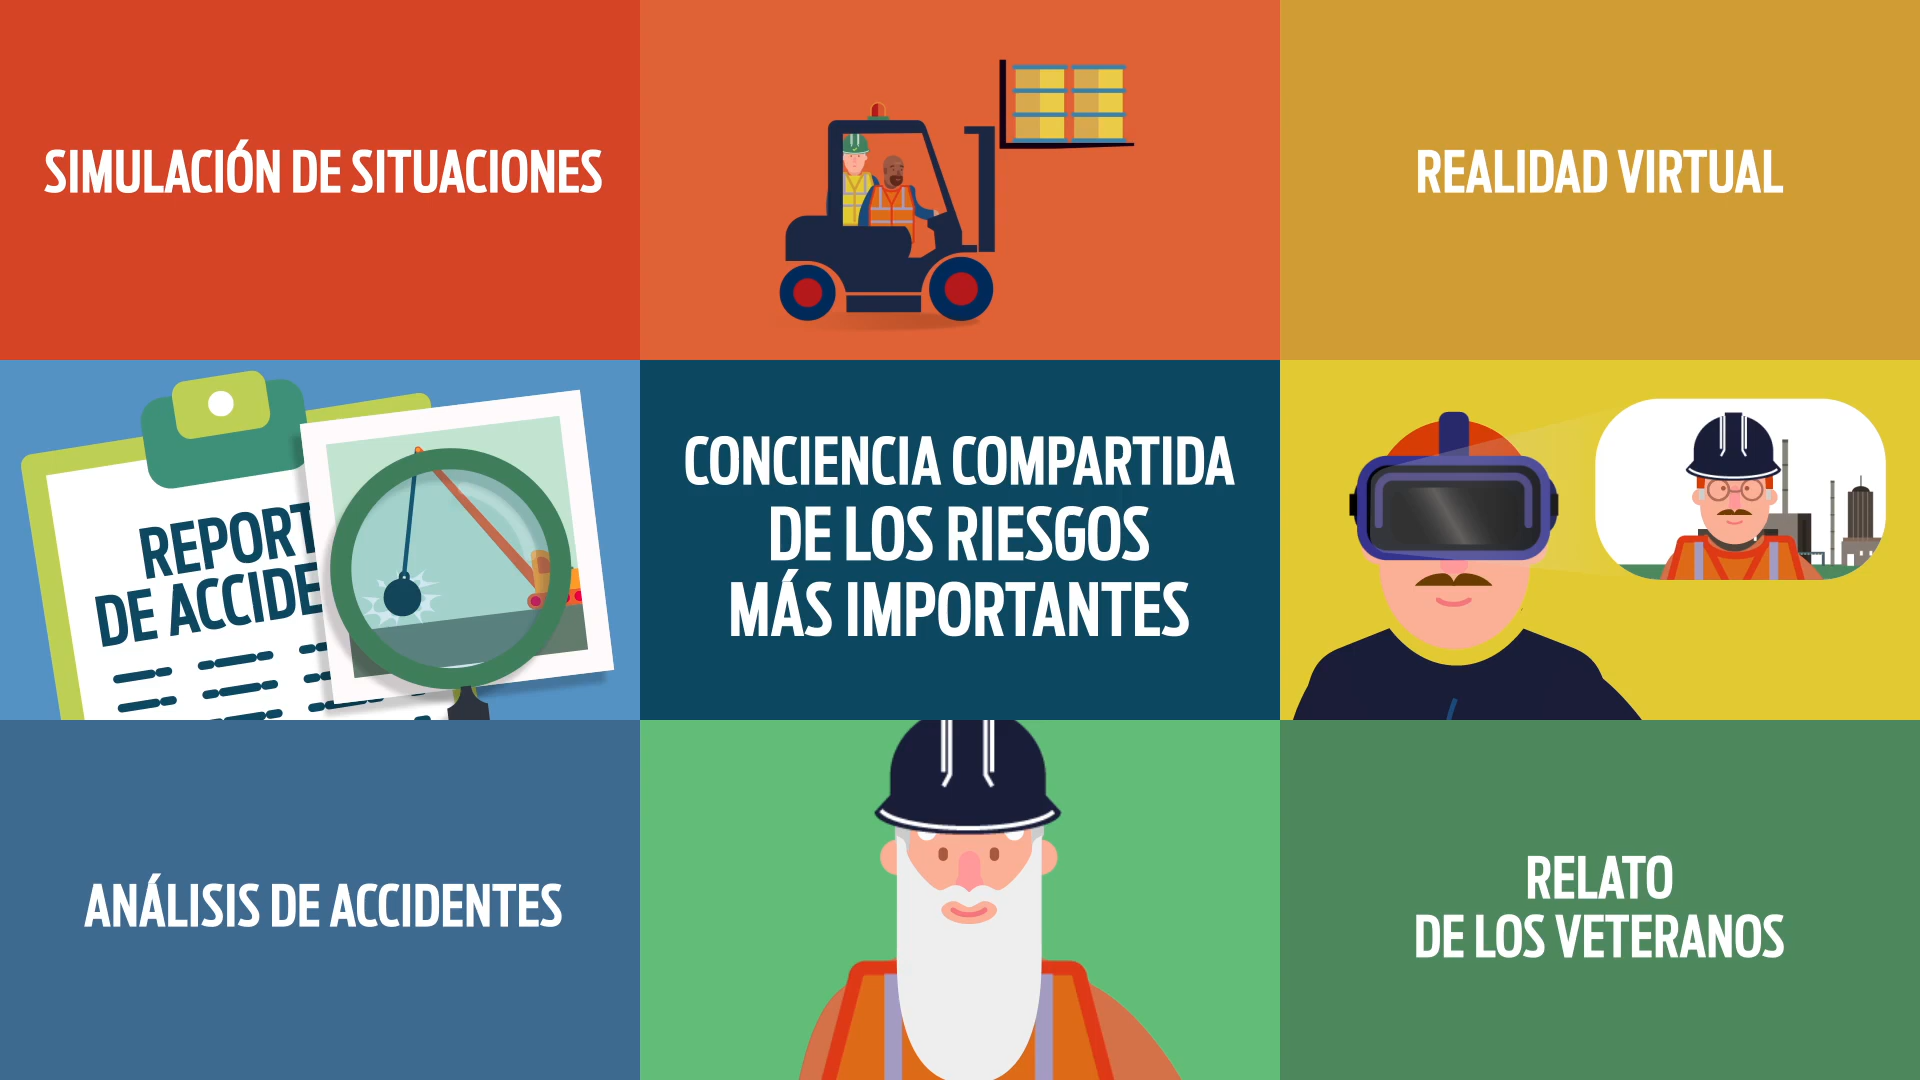 SIMULACIÓN DE SITUACIONES
REALIDAD VIRTUAL
REPORT
DE ACCIDE
CONCIENCIA COMPARTIDA
DE LOS RIESGOS
MÁS IMPORTANTES
ANÁLISIS DE ACCIDENTES
RELATO
DE LOS VETERANOS